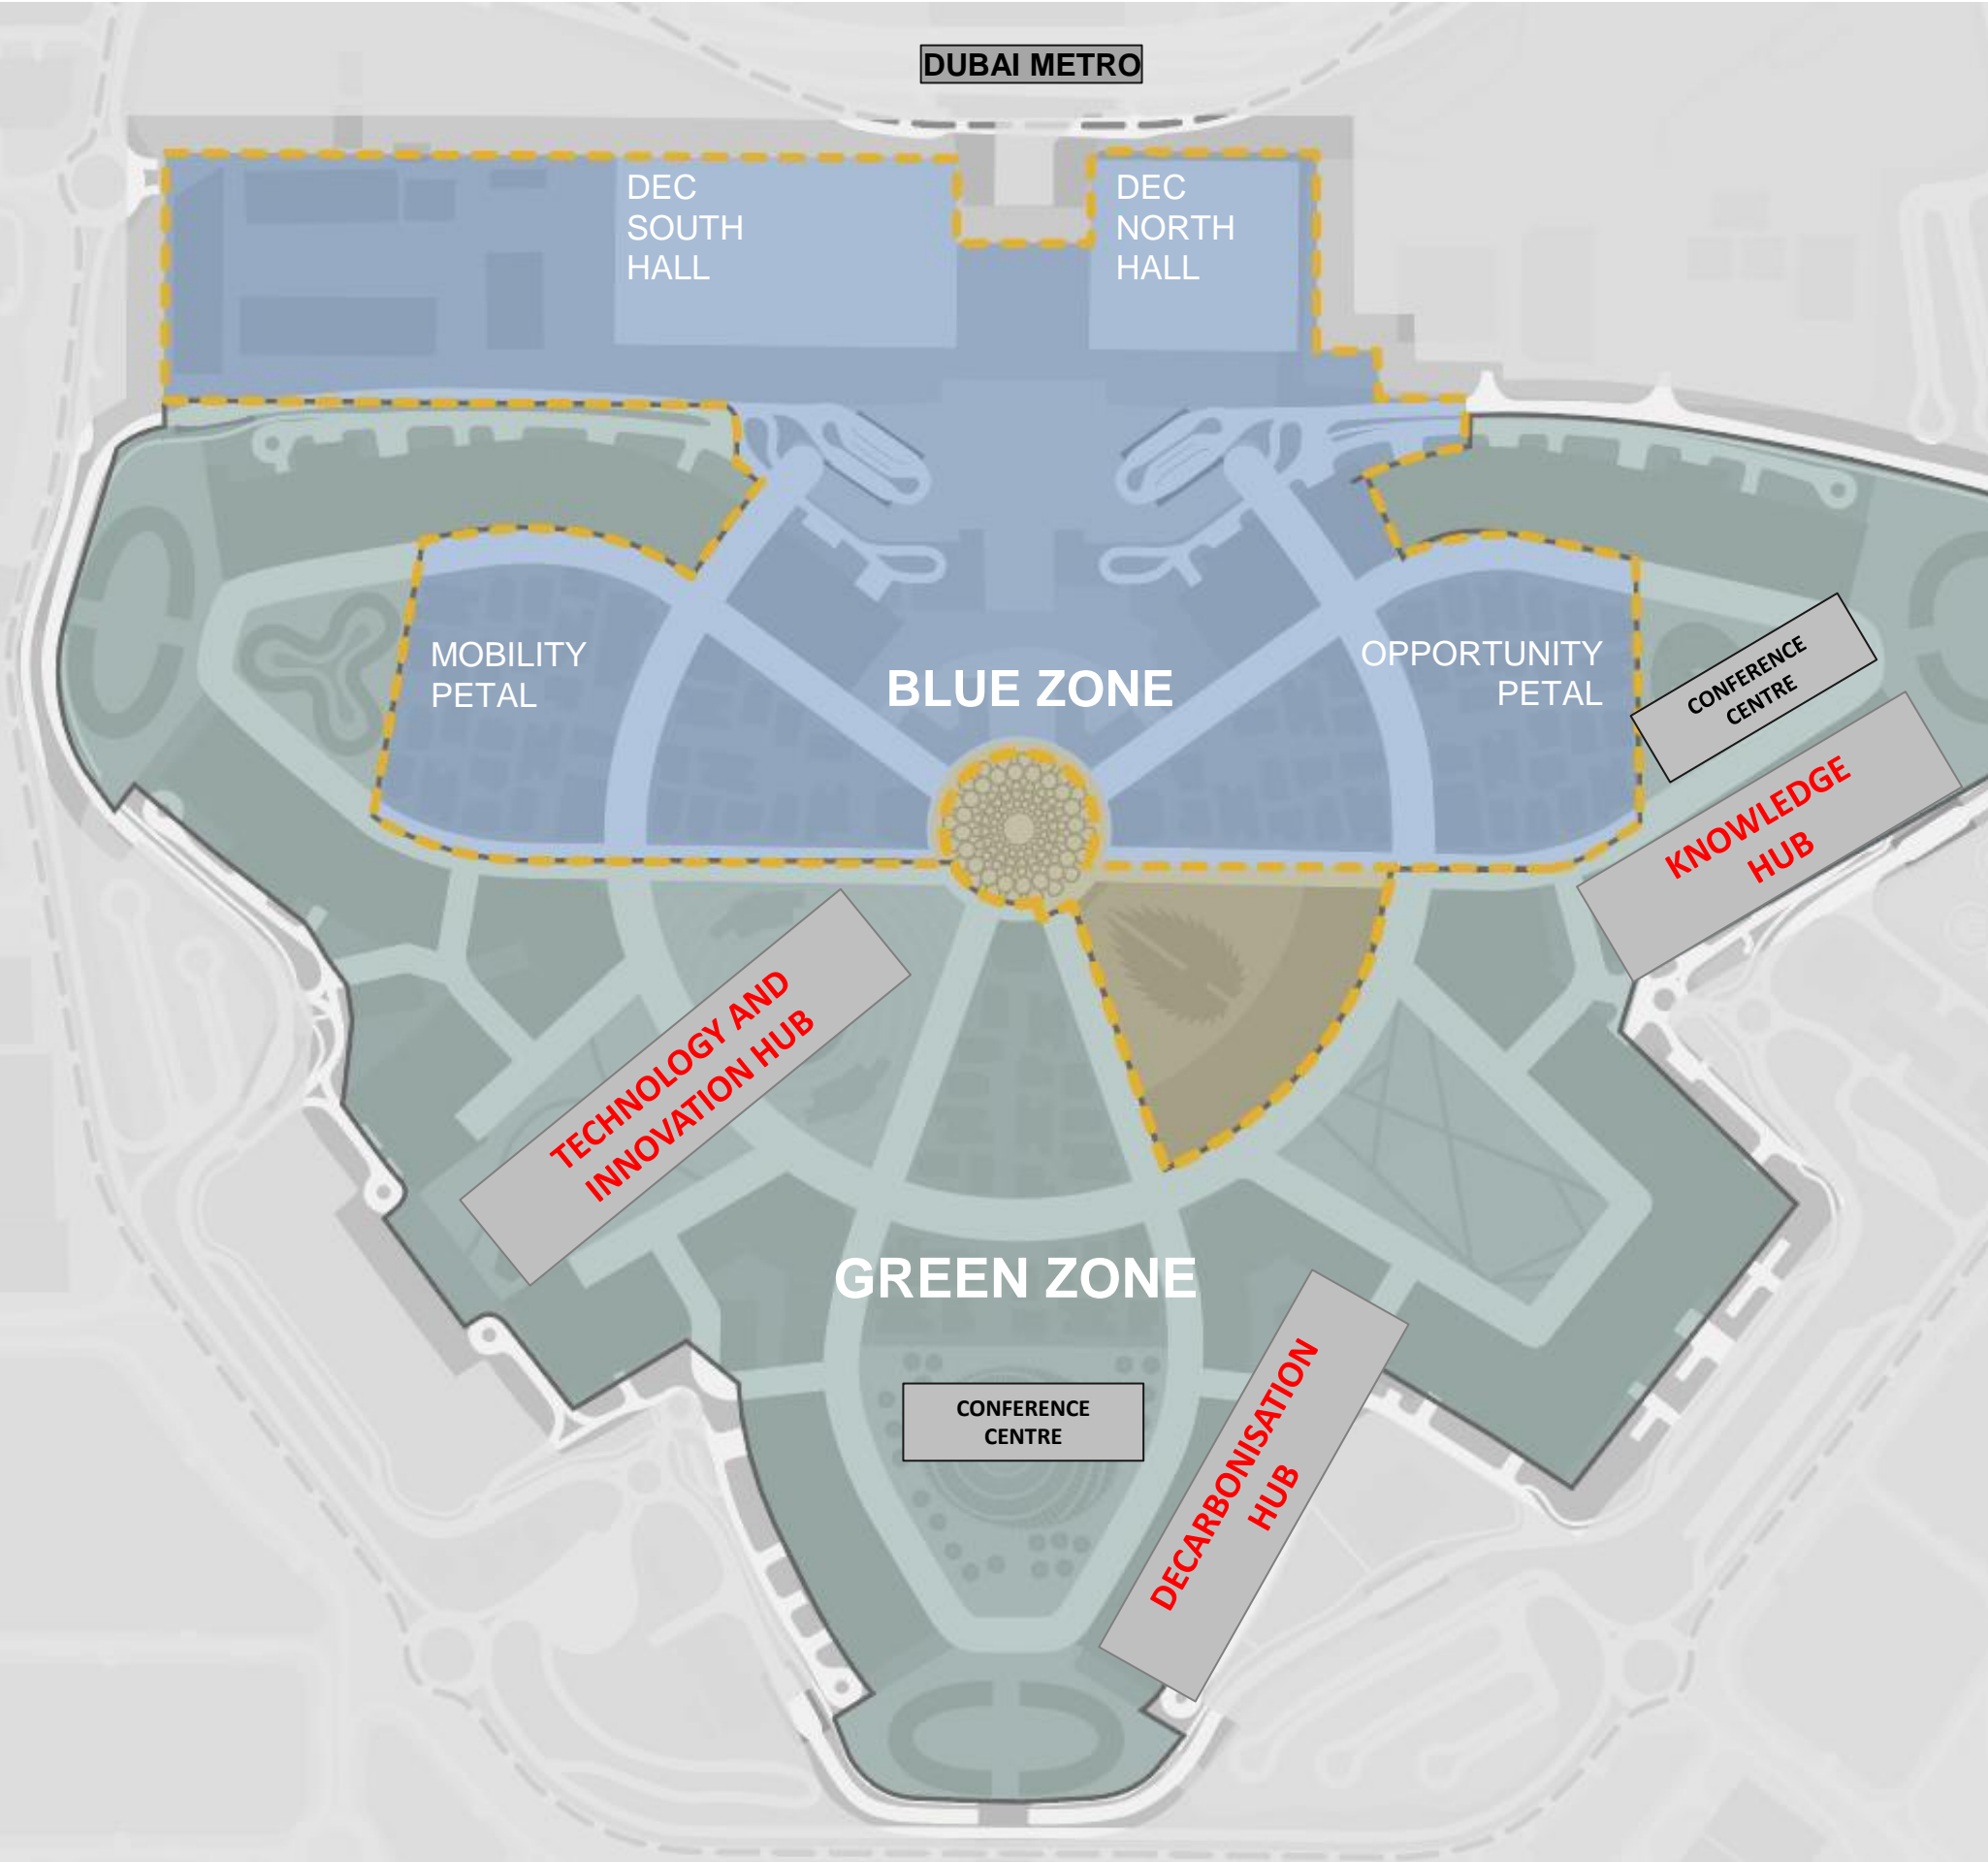 DUBAI METRO
DEC
SOUTH
HALL
DEC
NORTH
HALL
MOBILITY
PETAL
BLUE ZONE
OPPORTUNITY
PETAL
CONFERENCE
CENTRE
KNOWLEDGE
HUB
TECHNOLOGY AND
INNOVATION HUB
GREEN ZONE
CONFERENCE
CENTRE
DECARBONISATION
HUB